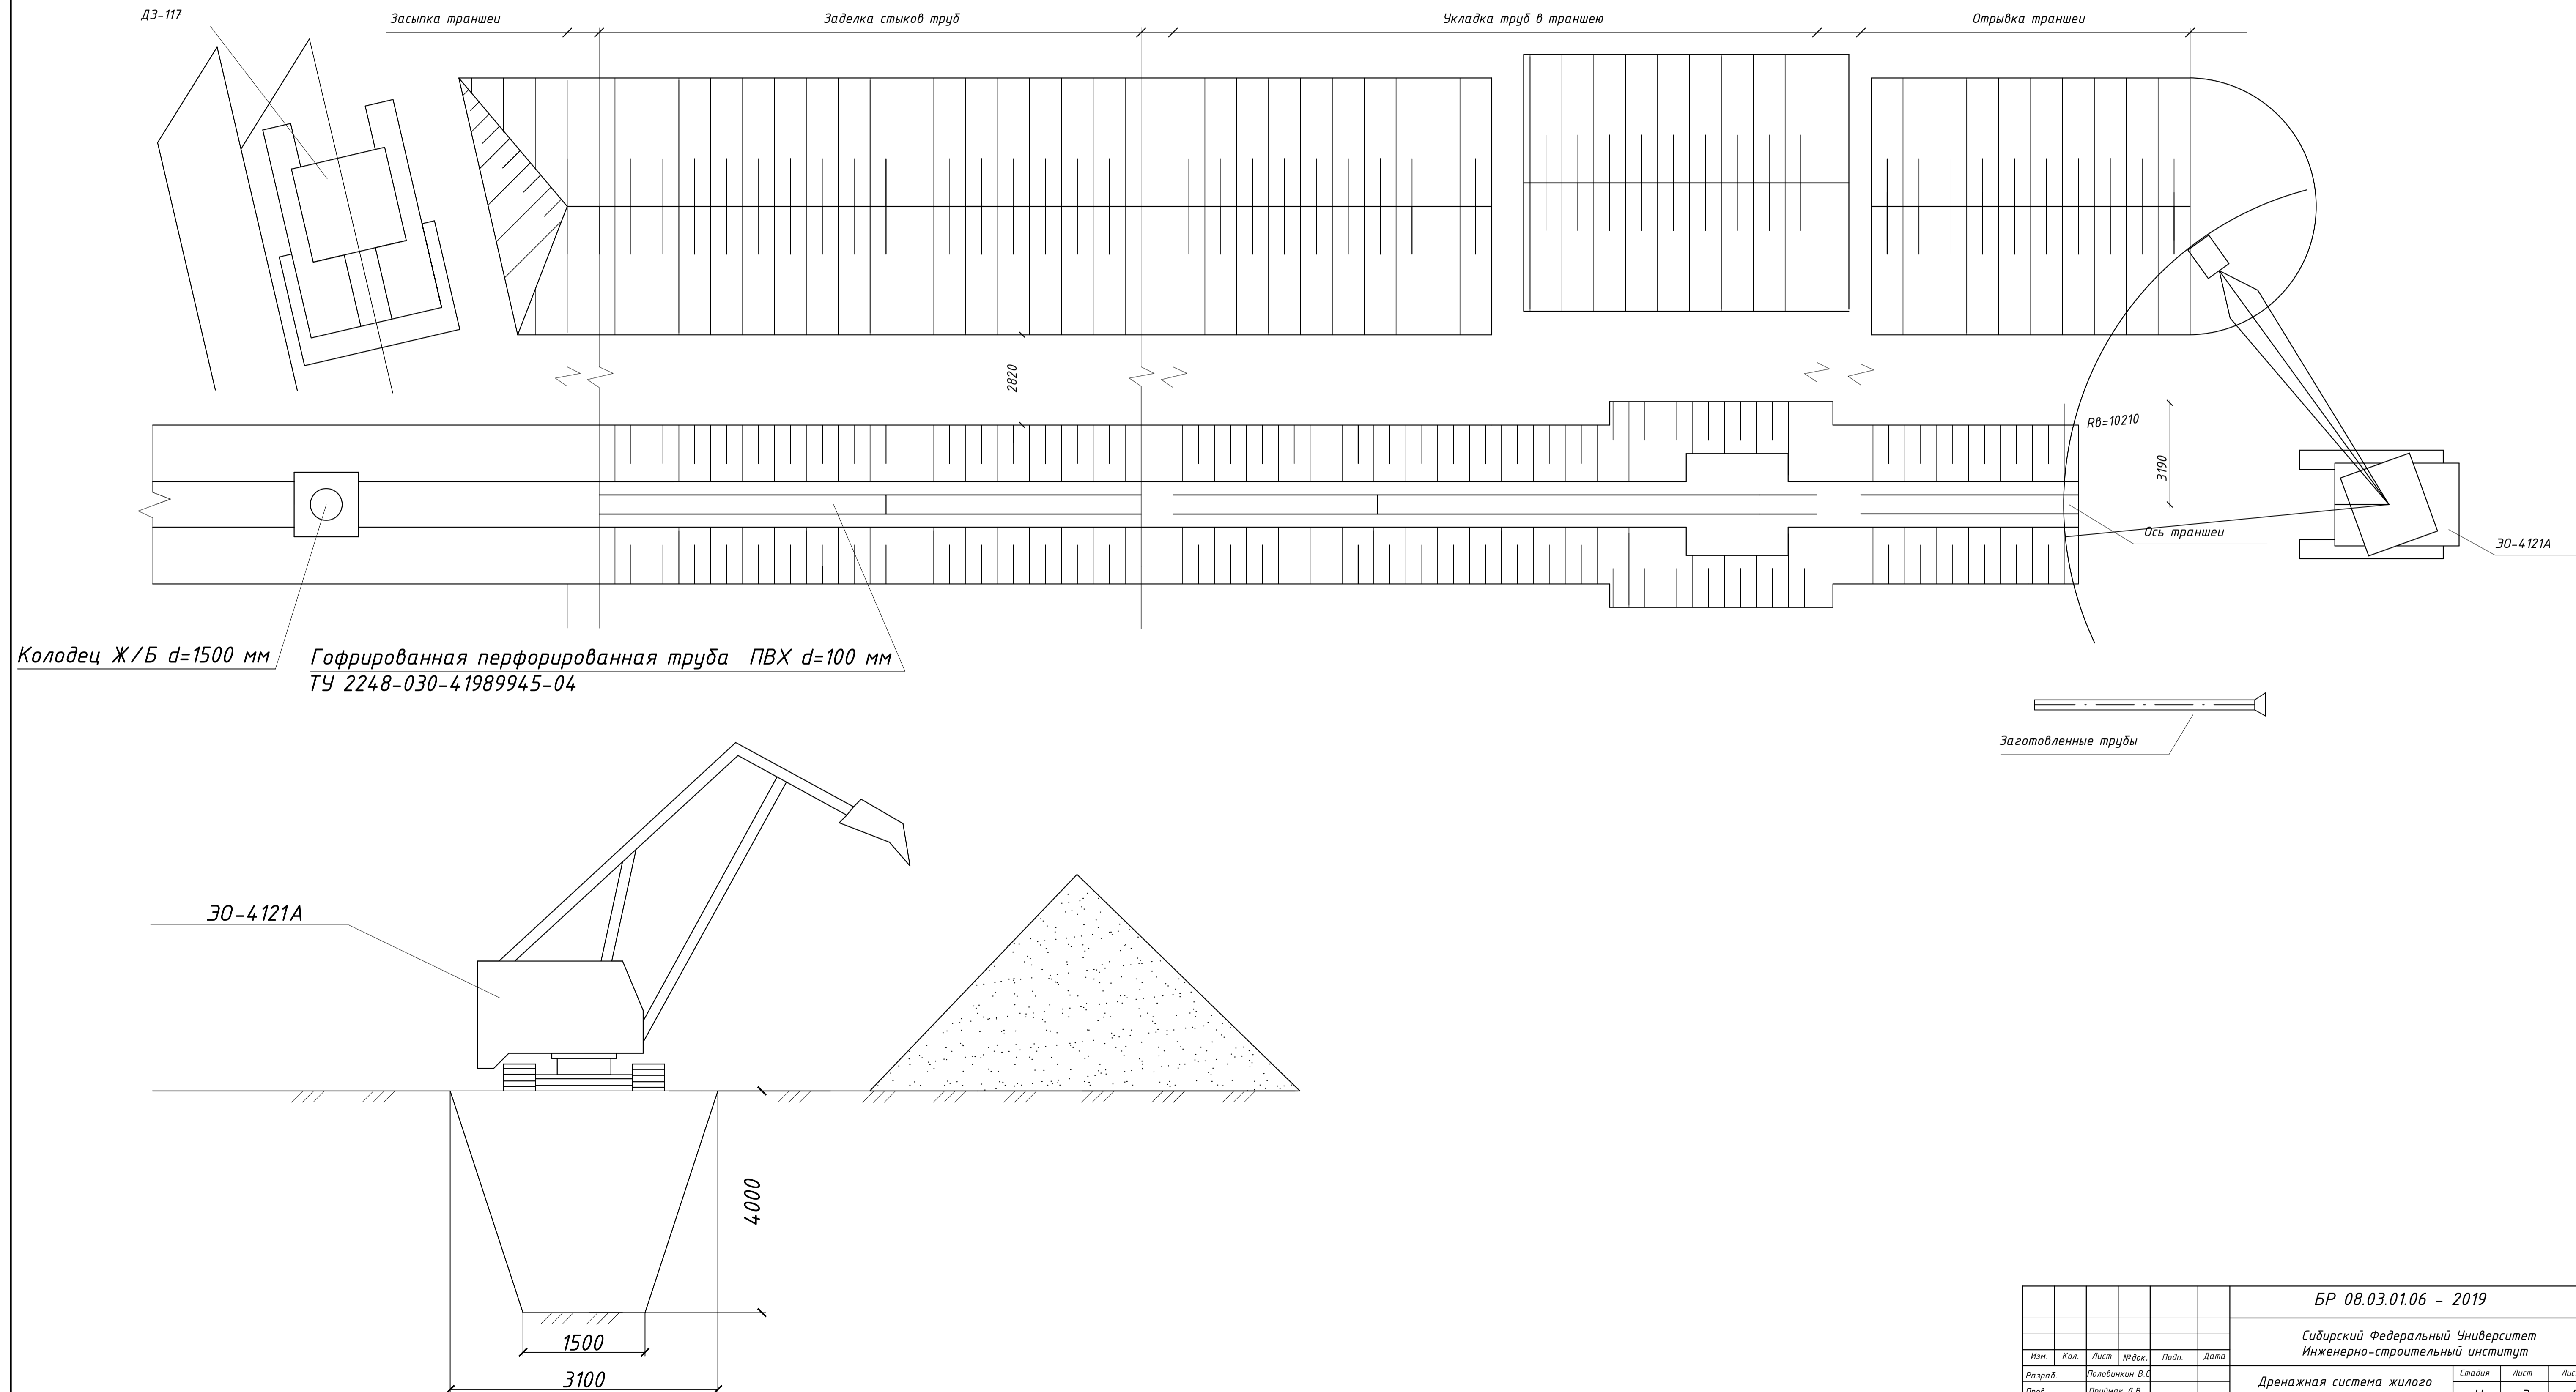 ДЗ-117
Засыпка траншеи
Заделка стыков труб
Укладка труб в траншею
Отрывка траншеи
2820
Rв=10210
3190
Ось траншеи
ЭО-4121А
Колодец Ж/Б d=1500 мм
Гофрированная перфорированная труба ПВХ d=100 мм
ТУ 2248-030-41989945-04
Заготовленные трубы
ЭО-4121А
4000
1500
3100
БР 08.03.01.06 - 2019
Сибирский Федеральный Университет
Инженерно-строительный институт
Изм. Кол. Лист №док. Подп. Дата
Разраб. Половинкин В.С
Дренажная система жилого
Стадия Лист